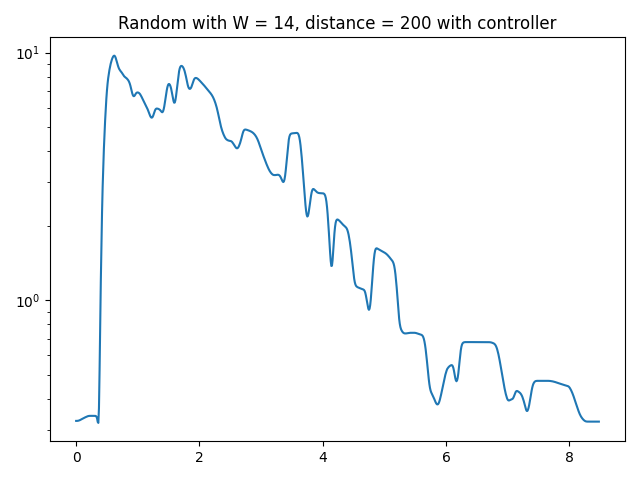 Random with W = 14, distance = 200 with controller
10¹
10⁰
0 2 4 6 8